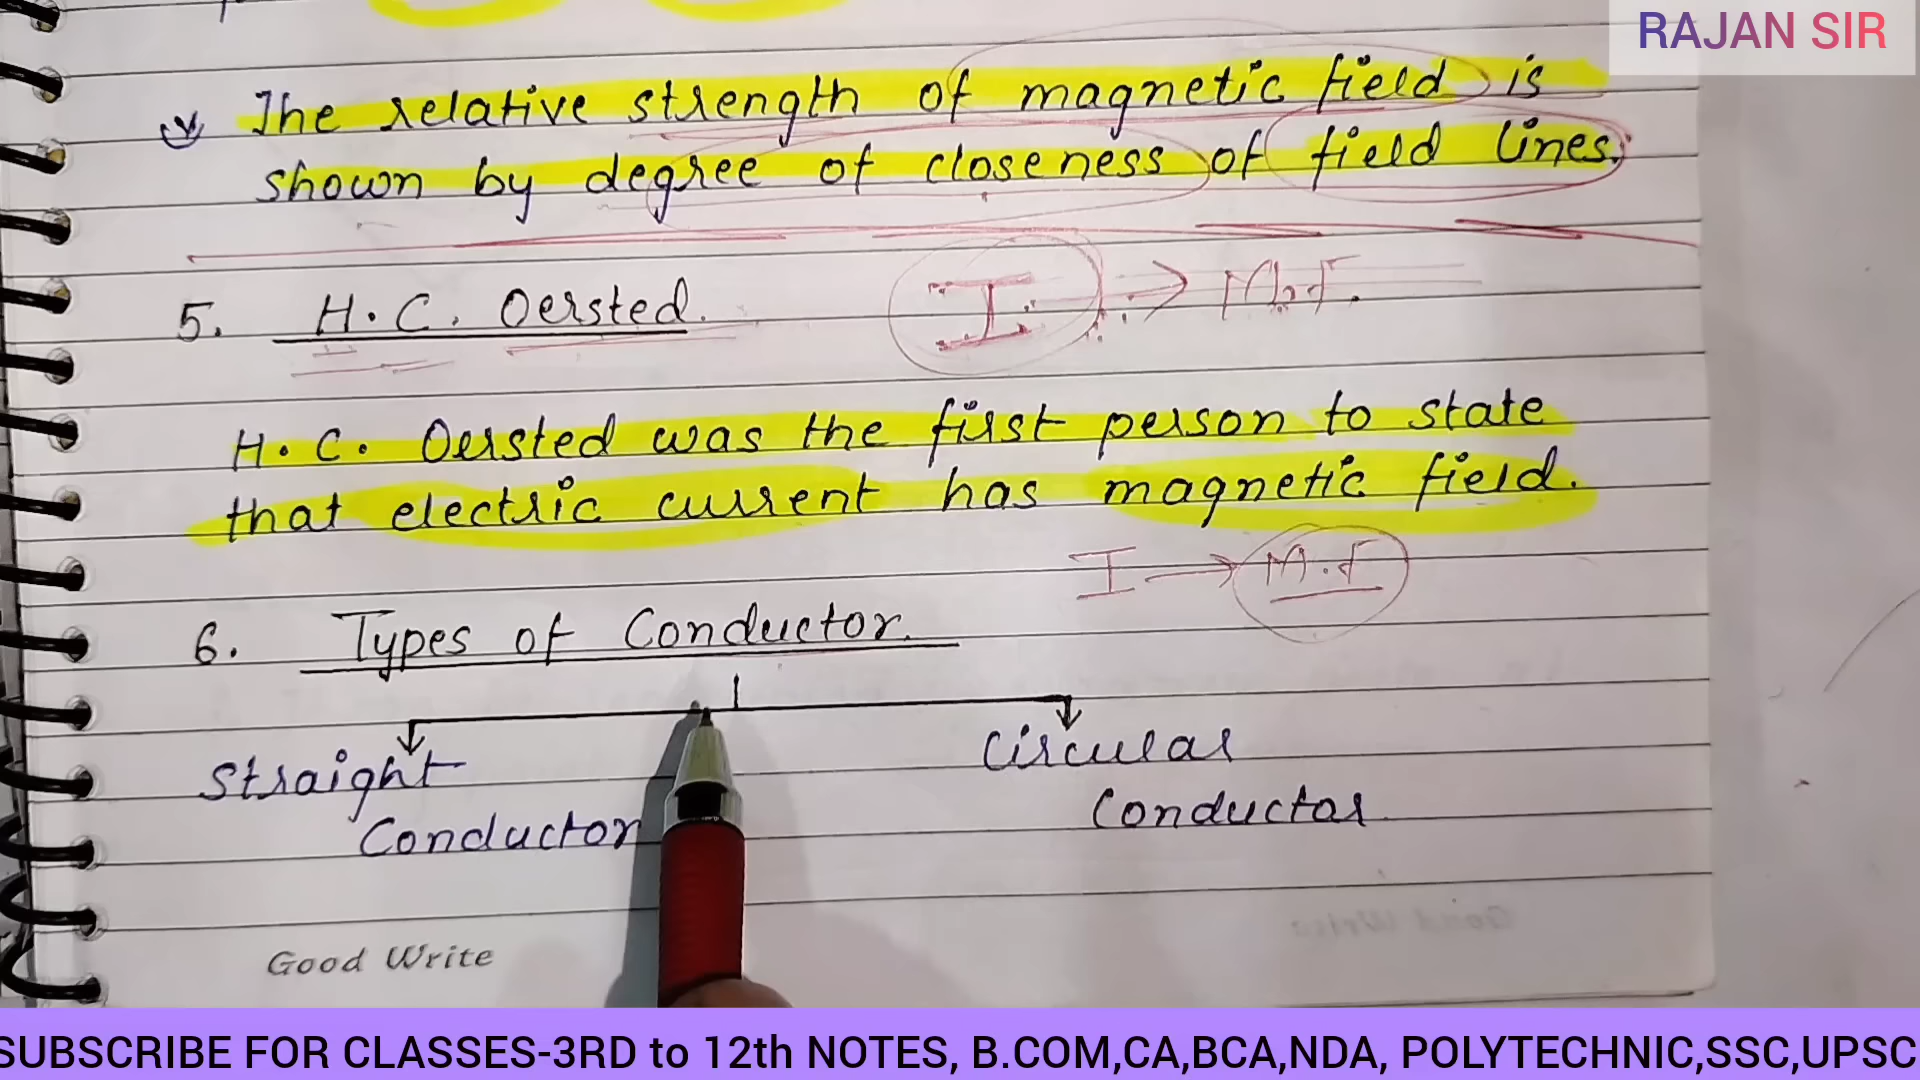 RAJAN SIR
v) The relative strength of magnetic field is
shown by degree of closeness of field lines.
5. H.C. Oersted.
I → M.F.
H.C. Oersted was the first person to state
that electric current has magnetic field.
I → M.F
6. Types of Conductor.
Straight
Conductor
Circular
Conductor
Good Write
SUBSCRIBE FOR CLASSES-3RD to 12th NOTES, B.COM,CA,BCA,NDA, POLYTECHNIC,SSC,UPSC